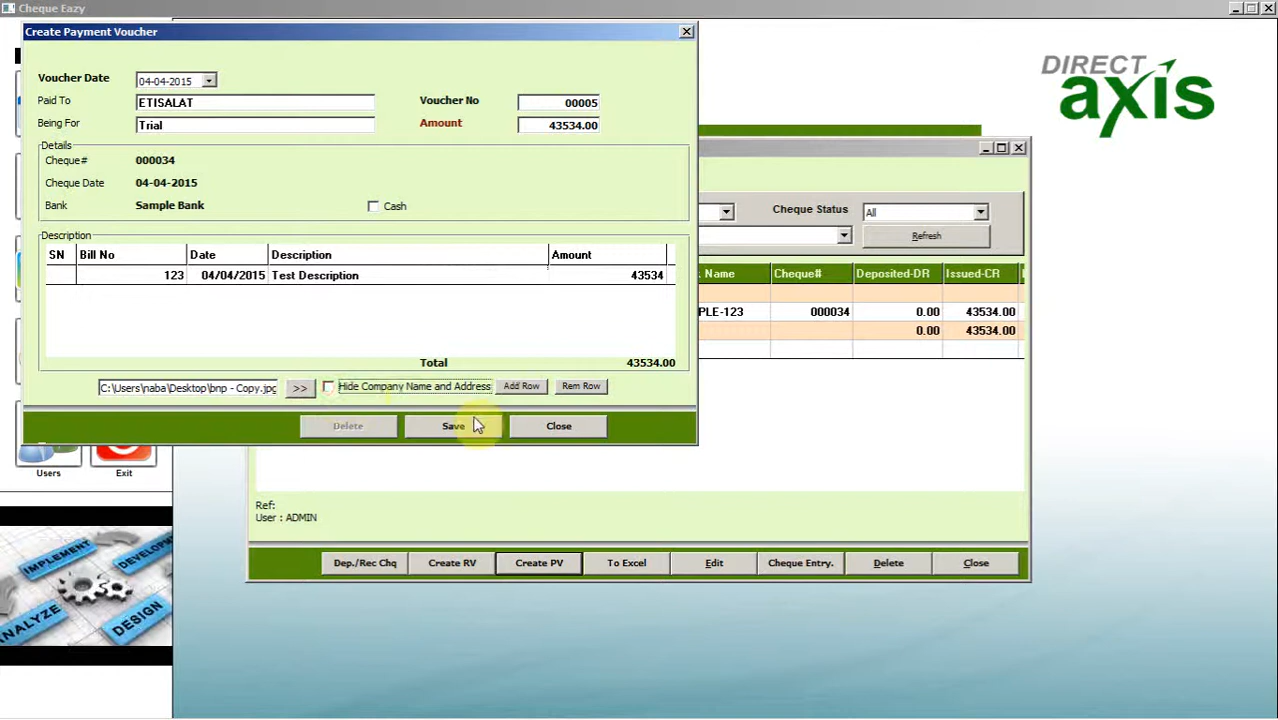 Cheque Eazy
Create Payment Voucher
Voucher Date 04-04-2015
Paid To ETISALAT Voucher No 00005
Being For Trial Amount 43534.00
Details
Cheque# 000034
Cheque Date 04-04-2015
Bank Sample Bank Cash
Description
SN Bill No Date Description Amount
123 04/04/2015 Test Description 43534
Total 43534.00
C:\Users\naba\Desktop\bnp - Copy.jpg >> Hide Company Name and Address Add Row Rem Row
Delete Save Close
DIRECT
axis
Cheque Status All
Refresh
Name Cheque# Deposited-DR Issued-CR
PLE-123 000034 0.00 43534.00
0.00 43534.00
Users Exit
Ref:
User : ADMIN
Dep./Rec Chq Create RV Create PV To Excel Edit Cheque Entry. Delete Close
IMPLEMENT
ANALYZE
DESIGN